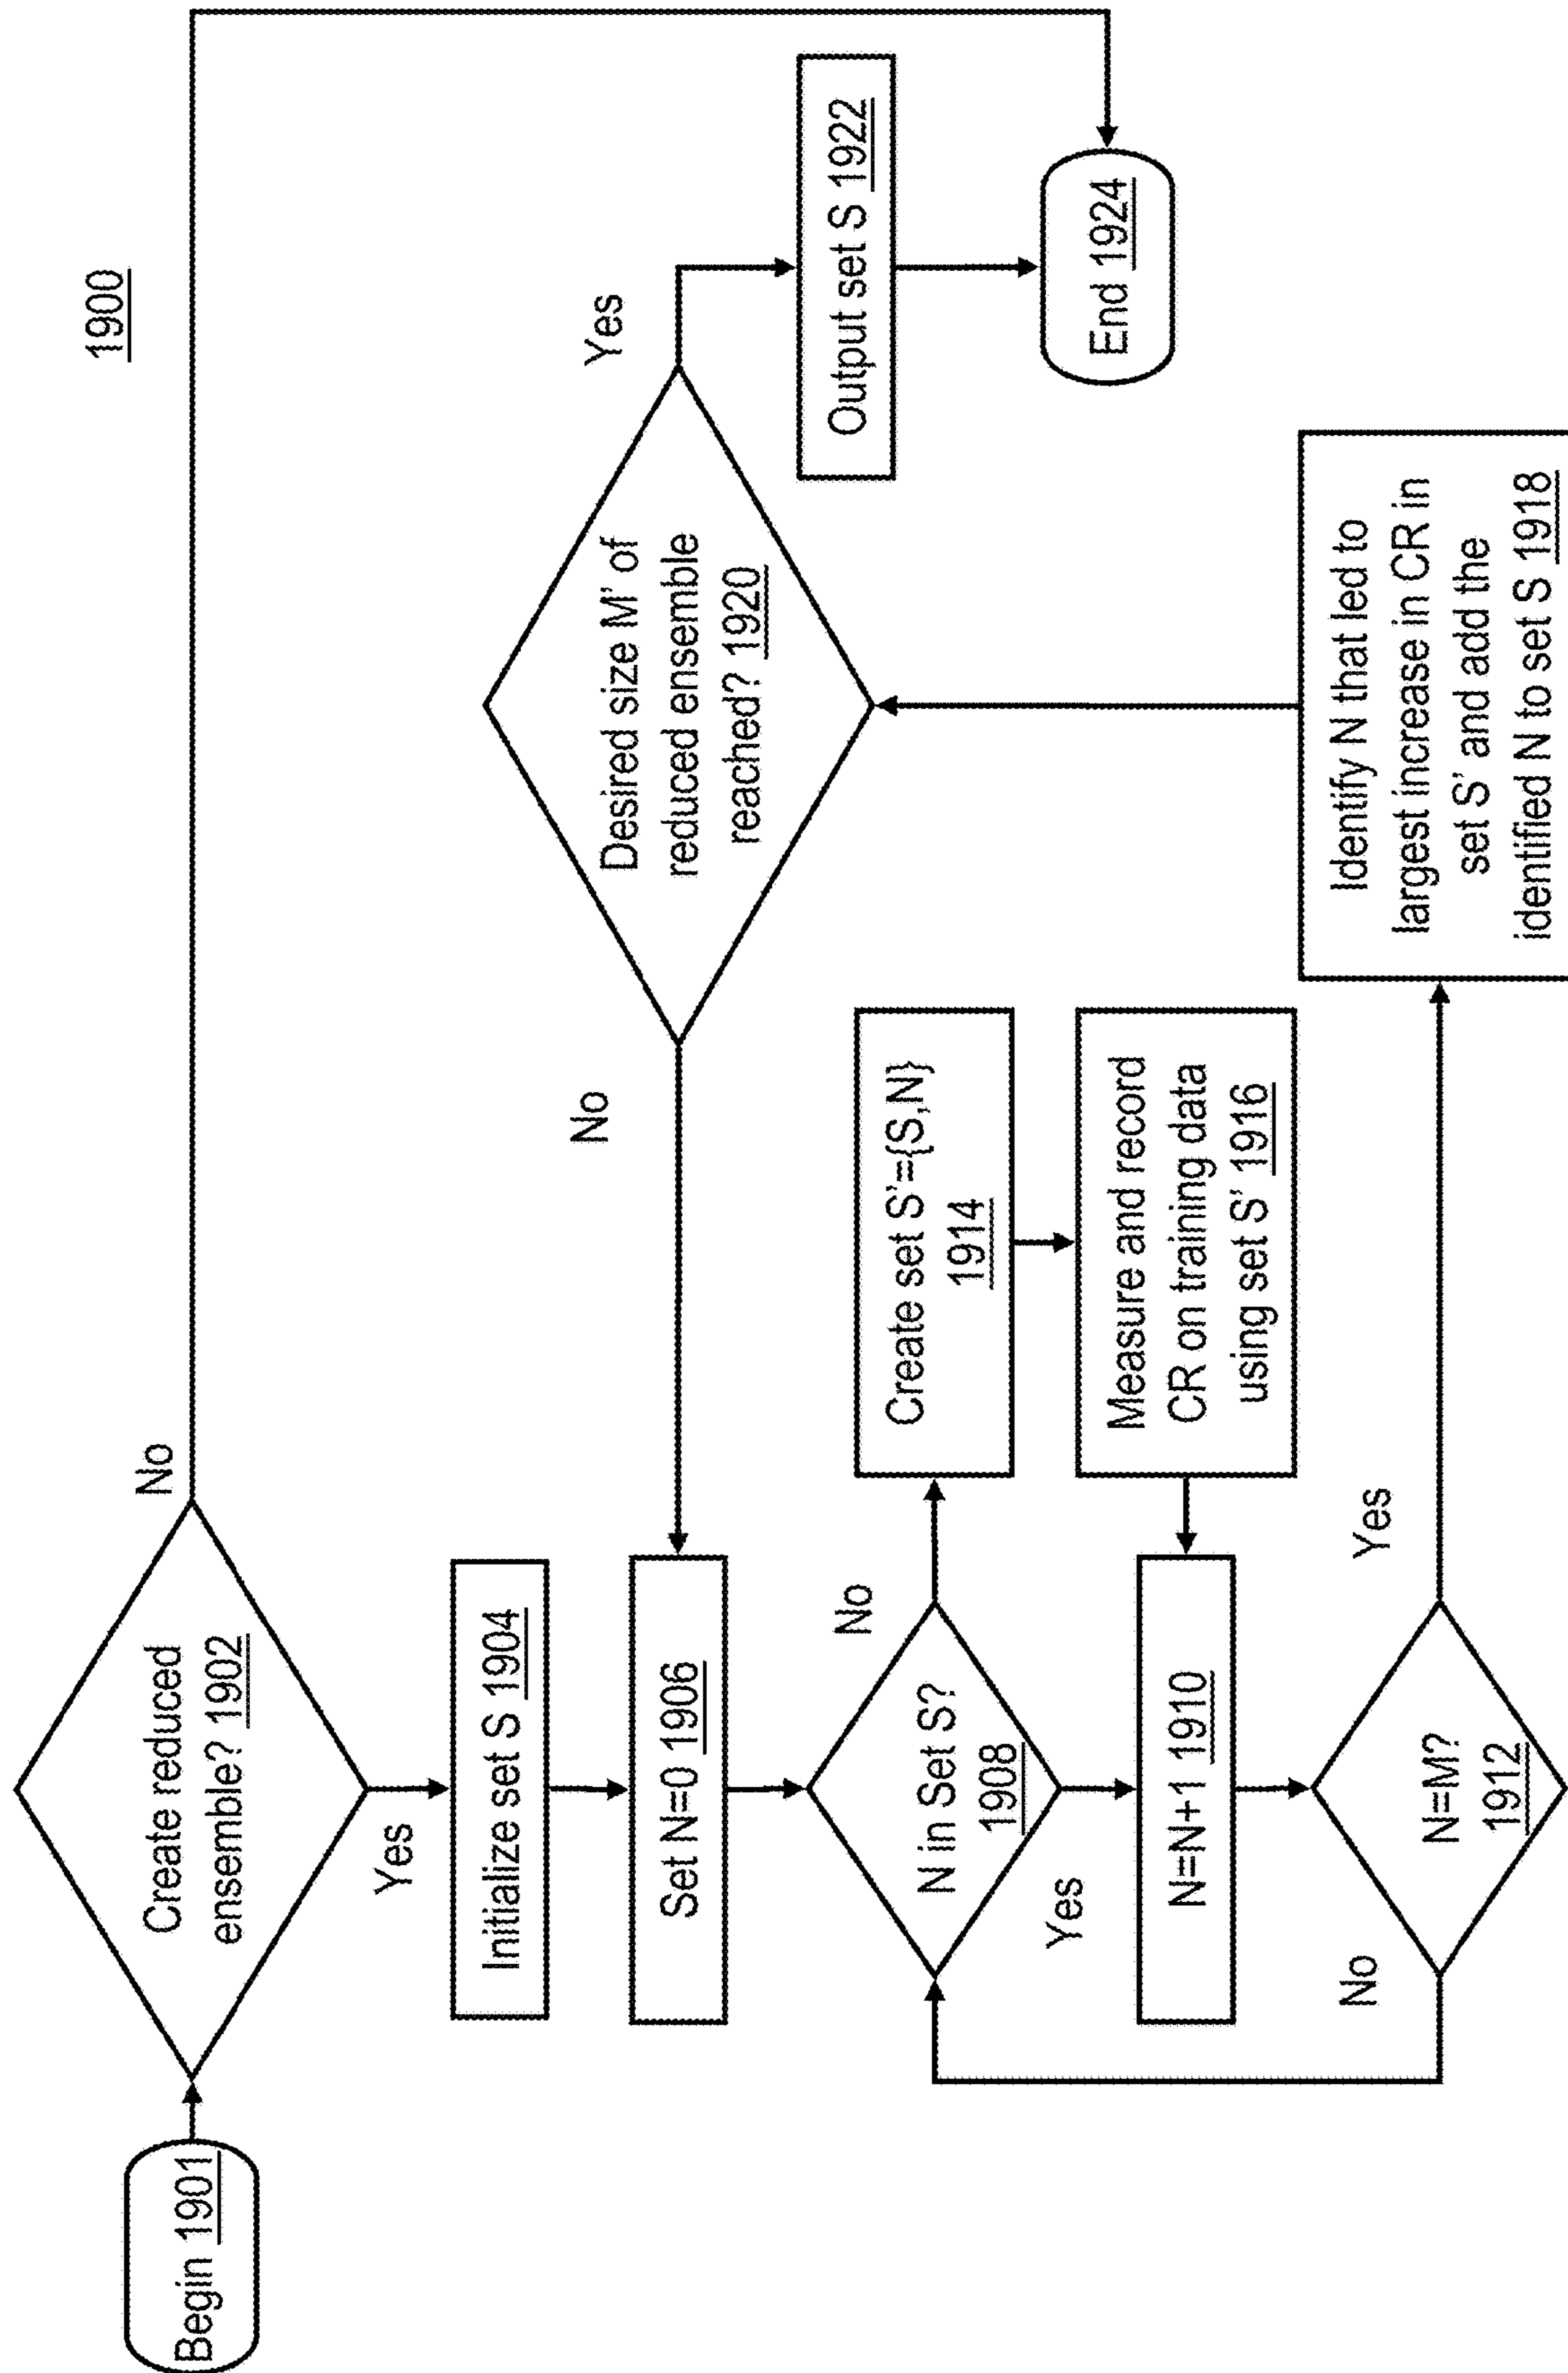 1900
Begin 1901
Create reduced
ensemble? 1902
No
Yes
Initialize set S 1904
Set N=0 1906
N in Set S?
1908
No
Yes
Create set S'={S,N}
1914
Measure and record
CR on training data
using set S' 1916
N=N+1 1910
N=M?
1912
No
Yes
Identify N that led to
largest increase in CR in
set S' and add the
identified N to set S 1918
Desired size M' of
reduced ensemble
reached? 1920
No
Yes
Output set S 1922
End 1924